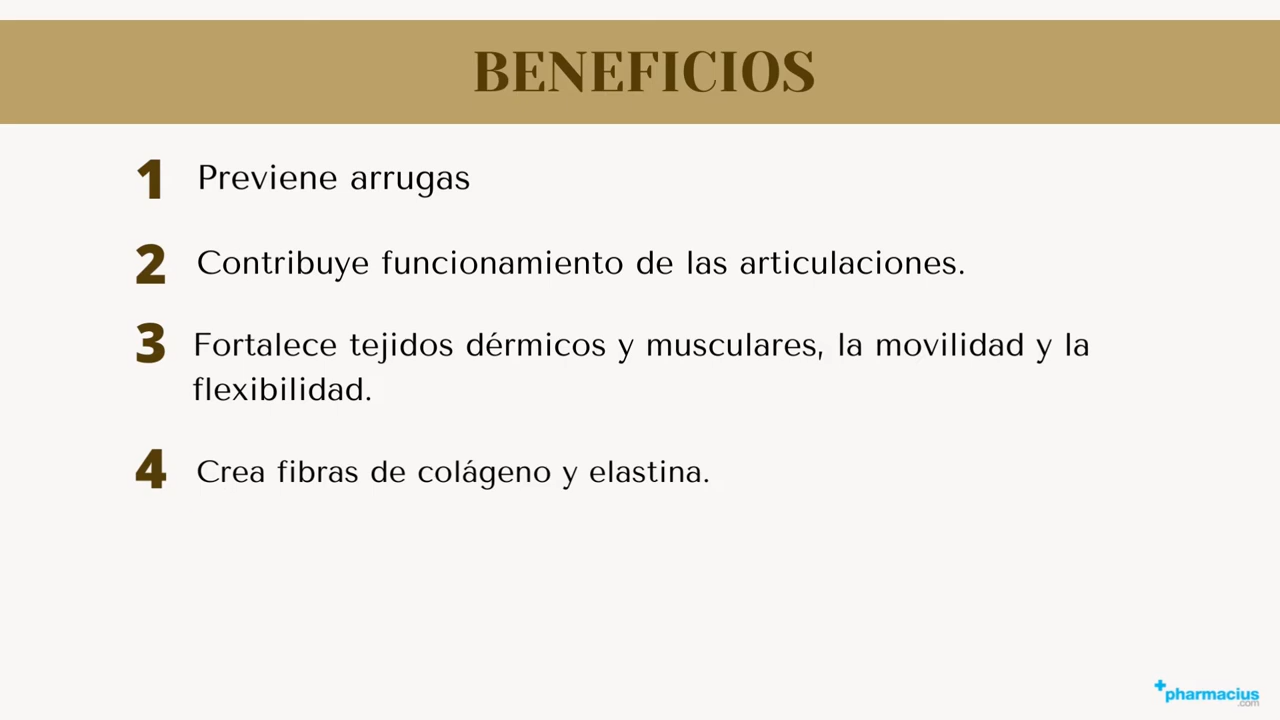 BENEFICIOS
1 Previene arrugas
2 Contribuye funcionamiento de las articulaciones.
3 Fortalece tejidos dérmicos y musculares, la movilidad y la
flexibilidad.
4 Crea fibras de colágeno y elastina.
pharmacius
.com